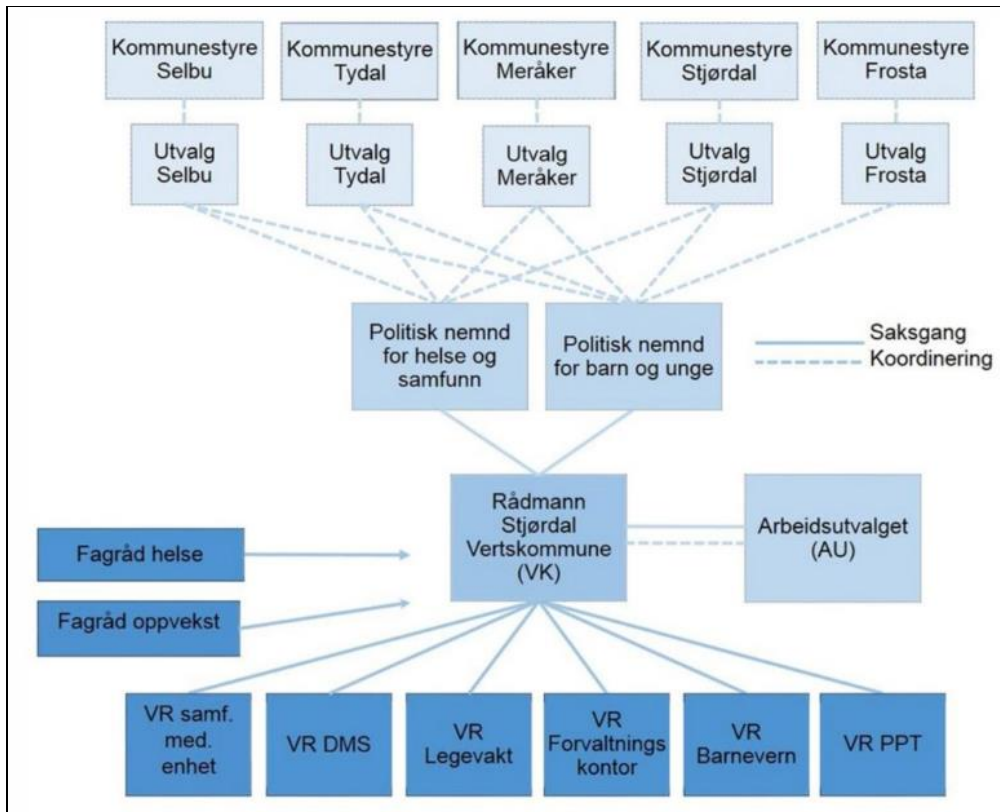 Kommunestyre
Selbu
Kommunestyre
Tydal
Kommunestyre
Meråker
Kommunestyre
Stjørdal
Kommunestyre
Frosta
Utvalg
Selbu
Utvalg
Tydal
Utvalg
Meråker
Utvalg
Stjørdal
Utvalg
Frosta
Politisk nemnd
for helse og
samfunn
Politisk nemnd
for barn og unge
Saksgang
Koordinering
Rådmann
Stjørdal
Vertskommune
(VK)
Arbeidsutvalget
(AU)
Fagråd helse
Fagråd oppvekst
VR samf.
med.
enhet
VR DMS
VR
Legevakt
VR
Forvaltnings
kontor
VR
Barnevern
VR PPT